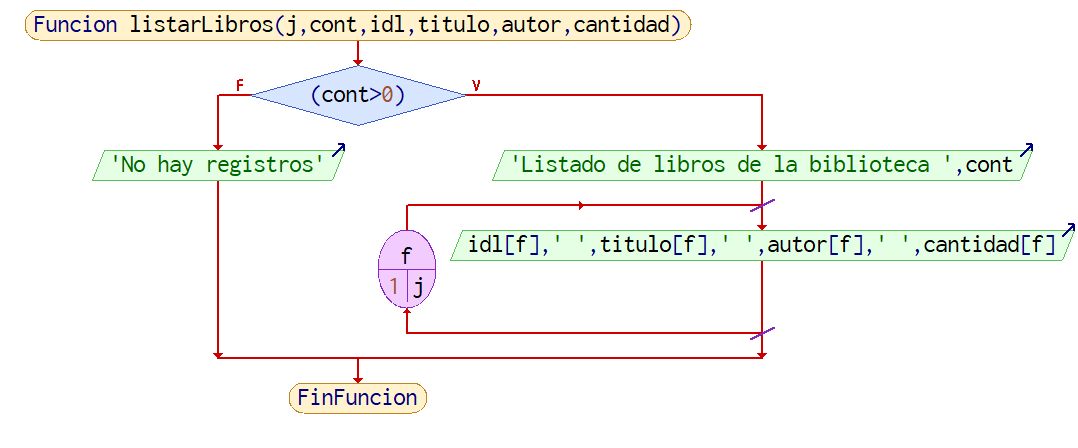 Funcion listarLibros(j,cont,idl,titulo,autor,cantidad)
F
V
(cont>0)
'No hay registros'
'Listado de libros de la biblioteca ',cont
idl[f],' ',titulo[f],' ',autor[f],' ',cantidad[f]
f
1 j
FinFuncion